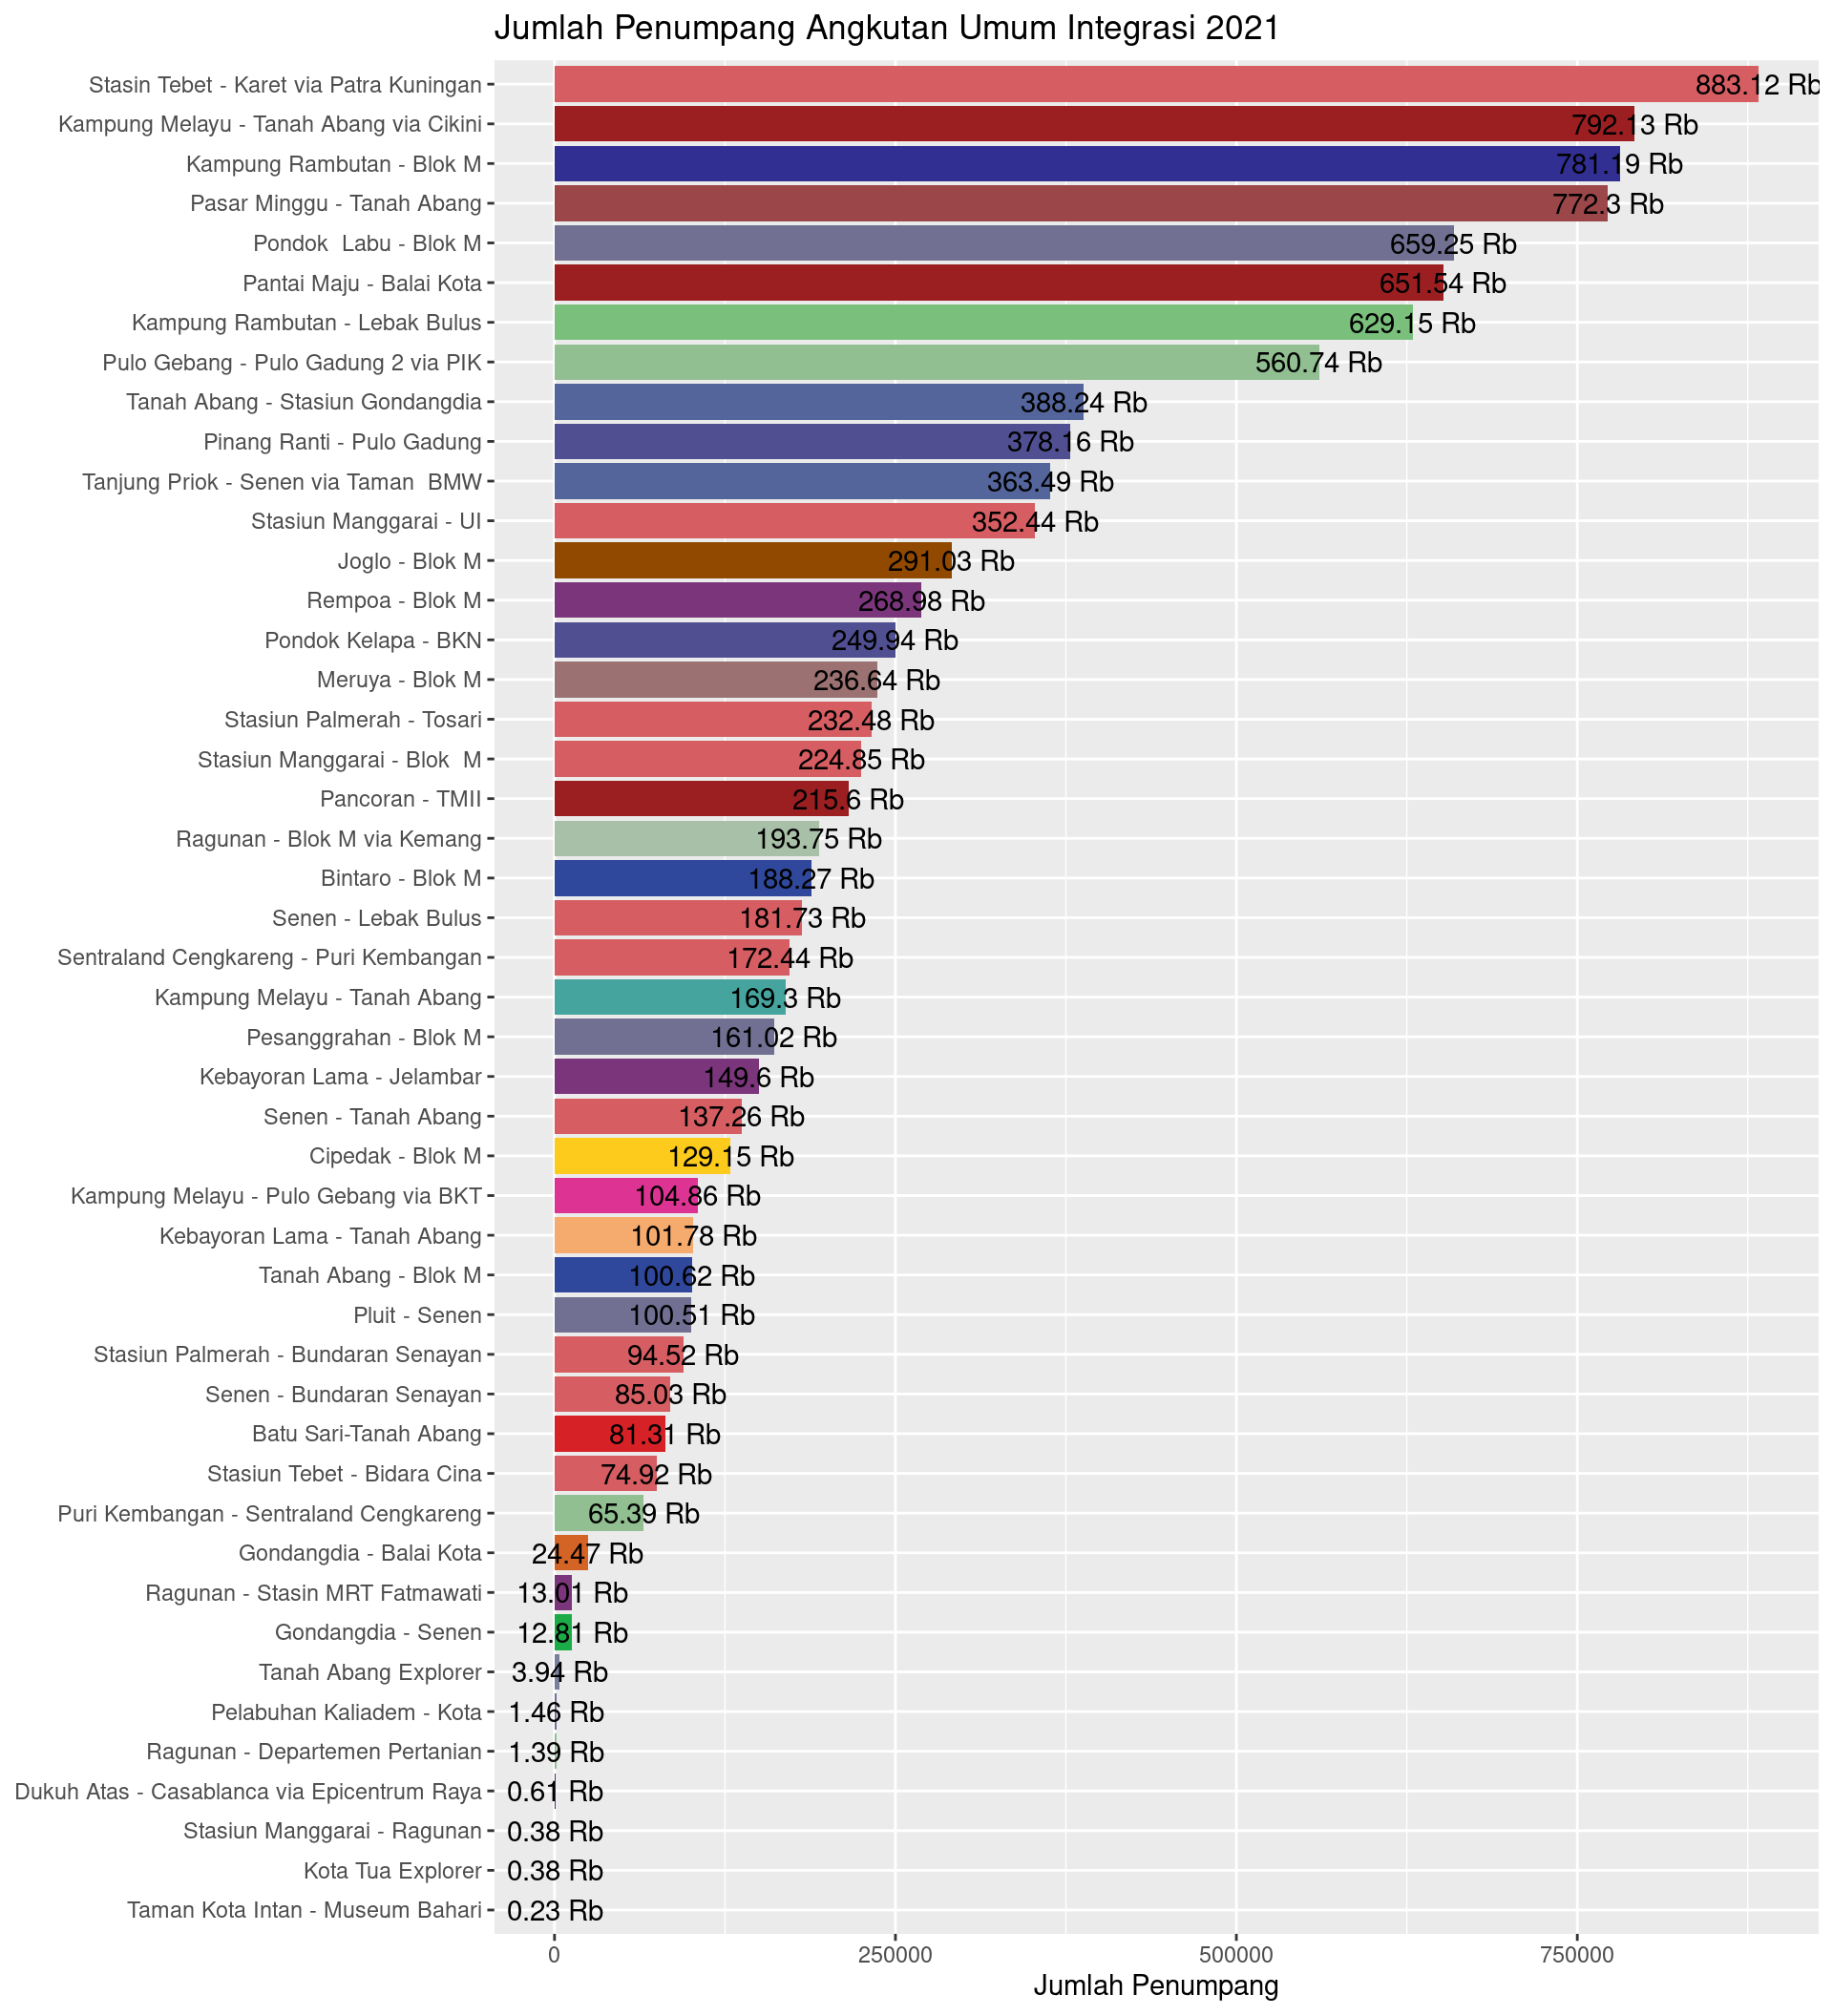 Jumlah Penumpang Angkutan Umum Integrasi 2021
Stasin Tebet - Karet via Patra Kuningan 883.12 Rb
Kampung Melayu - Tanah Abang via Cikini 792.13 Rb
Kampung Rambutan - Blok M 781.19 Rb
Pasar Minggu - Tanah Abang 772.3 Rb
Pondok  Labu - Blok M 659.25 Rb
Pantai Maju - Balai Kota 651.54 Rb
Kampung Rambutan - Lebak Bulus 629.15 Rb
Pulo Gebang - Pulo Gadung 2 via PIK 560.74 Rb
Tanah Abang - Stasiun Gondangdia 388.24 Rb
Pinang Ranti - Pulo Gadung 378.16 Rb
Tanjung Priok - Senen via Taman  BMW 363.49 Rb
Stasiun Manggarai - UI 352.44 Rb
Joglo - Blok M 291.03 Rb
Rempoa - Blok M 268.98 Rb
Pondok Kelapa - BKN 249.94 Rb
Meruya - Blok M 236.64 Rb
Stasiun Palmerah - Tosari 232.48 Rb
Stasiun Manggarai - Blok  M 224.85 Rb
Pancoran - TMII 215.6 Rb
Ragunan - Blok M via Kemang 193.75 Rb
Bintaro - Blok M 188.27 Rb
Senen - Lebak Bulus 181.73 Rb
Sentraland Cengkareng - Puri Kembangan 172.44 Rb
Kampung Melayu - Tanah Abang 169.3 Rb
Pesanggrahan - Blok M 161.02 Rb
Kebayoran Lama - Jelambar 149.6 Rb
Senen - Tanah Abang 137.26 Rb
Cipedak - Blok M 129.15 Rb
Kampung Melayu - Pulo Gebang via BKT 104.86 Rb
Kebayoran Lama - Tanah Abang 101.78 Rb
Tanah Abang - Blok M 100.62 Rb
Pluit - Senen 100.51 Rb
Stasiun Palmerah - Bundaran Senayan 94.52 Rb
Senen - Bundaran Senayan 85.03 Rb
Batu Sari-Tanah Abang 81.31 Rb
Stasiun Tebet - Bidara Cina 74.92 Rb
Puri Kembangan - Sentraland Cengkareng 65.39 Rb
Gondangdia - Balai Kota 24.47 Rb
Ragunan - Stasin MRT Fatmawati 13.01 Rb
Gondangdia - Senen 12.81 Rb
Tanah Abang Explorer 3.94 Rb
Pelabuhan Kaliadem - Kota 1.46 Rb
Ragunan - Departemen Pertanian 1.39 Rb
Dukuh Atas - Casablanca via Epicentrum Raya 0.61 Rb
Stasiun Manggarai - Ragunan 0.38 Rb
Kota Tua Explorer 0.38 Rb
Taman Kota Intan - Museum Bahari 0.23 Rb
0 250000 500000 750000
Jumlah Penumpang